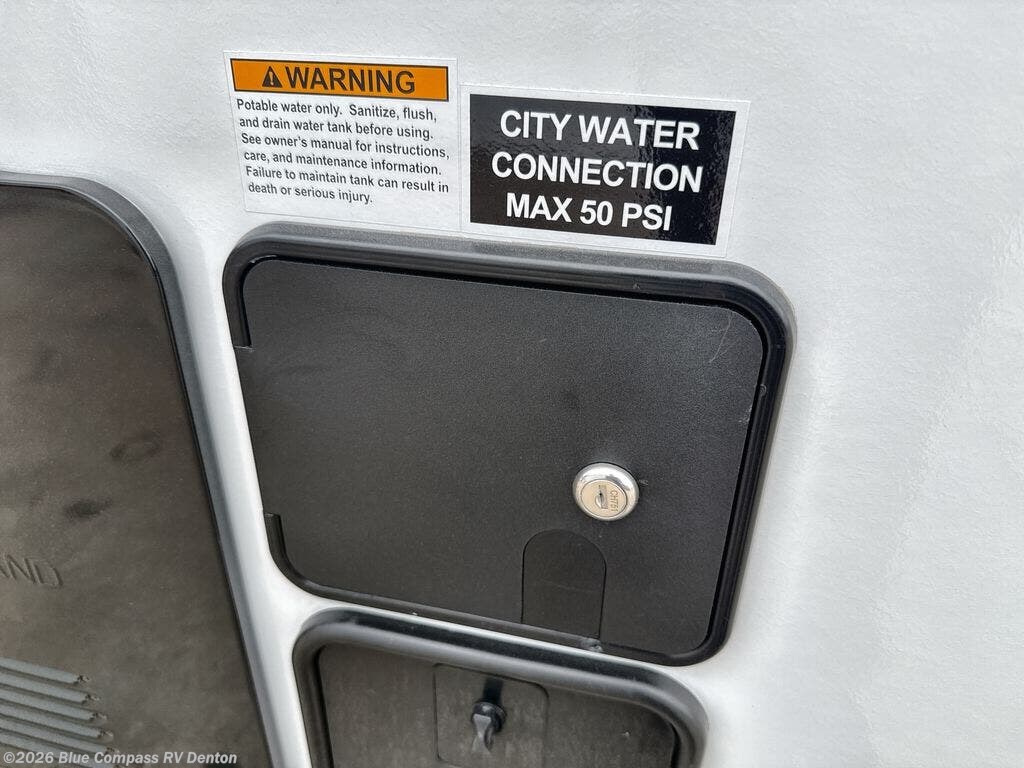 WARNING
Potable water only. Sanitize, flush,
and drain water tank before using.
See owner's manual for instructions,
care, and maintenance information.
Failure to maintain tank can result in
death or serious injury.
CITY WATER
CONNECTION
MAX 50 PSI
CH751
AND
©2026 Blue Compass RV Denton